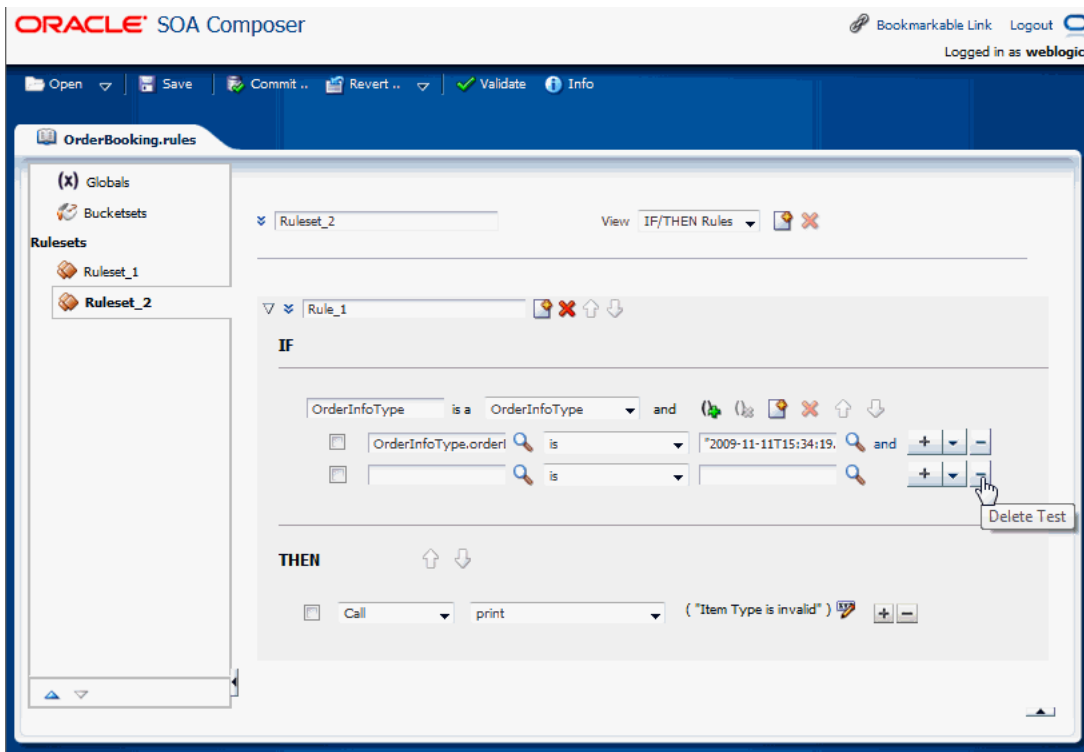 ORACLE SOA Composer
Bookmarkable Link Logout
Logged in as weblogic
Open Save Commit .. Revert .. Validate Info
OrderBooking.rules
(x) Globals
Bucketsets
Rulesets
Ruleset_1
Ruleset_2
Ruleset_2 View IF/THEN Rules
Rule_1
IF
OrderInfoType is a OrderInfoType and
OrderInfoType.orderI is "2009-11-11T15:34:19. and + −
is + −
Delete Test
THEN
Call print ( "Item Type is invalid" ) + −